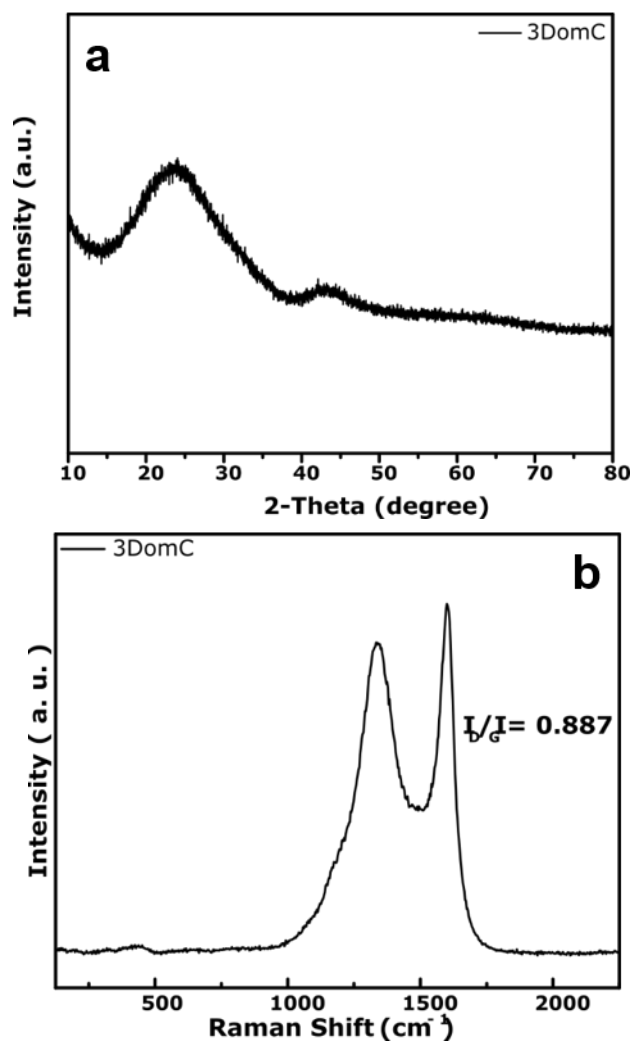 a
3DomC
Intensity (a.u.)
10 20 30 40 50 60 70 80
2-Theta (degree)
3DomC
b
I_D/_G I= 0.887
Intensity ( a. u. )
500 1000 1500 2000
Raman Shift (cm⁻¹)